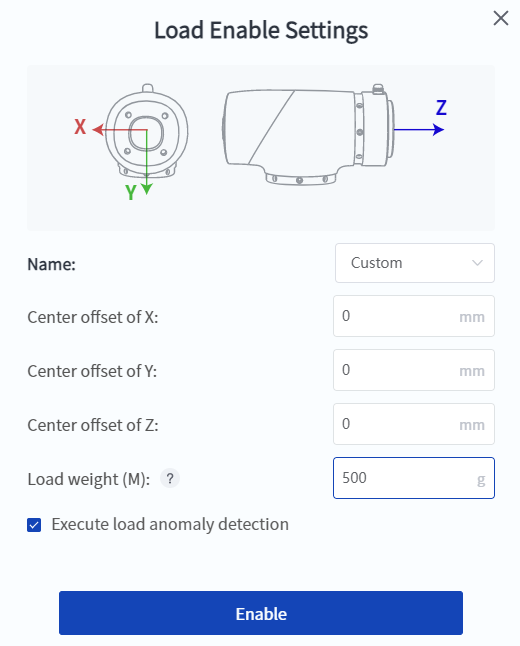 Load Enable Settings
X
Y
Z
Name: Custom
Center offset of X: 0 mm
Center offset of Y: 0 mm
Center offset of Z: 0 mm
Load weight (M): ? 500 g
Execute load anomaly detection
Enable